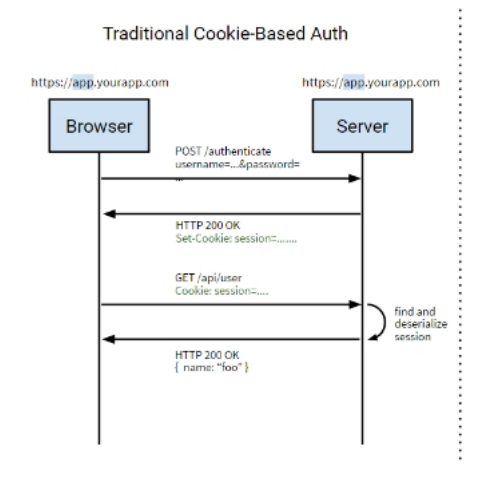 Traditional Cookie-Based Auth
https://app.yourapp.com
https://app.yourapp.com
Browser
Server
POST /authenticate
username=...&password=
...
HTTP 200 OK
Set-Cookie: session=.......
GET /api/user
Cookie: session=....
find and
deserialize
session
HTTP 200 OK
{ name: "foo" }